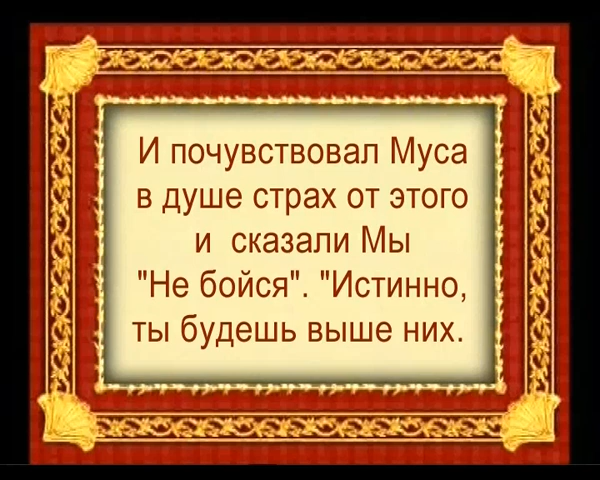 И почувствовал Муса
в душе страх от этого
и сказали Мы
"Не бойся". "Истинно,
ты будешь выше них.